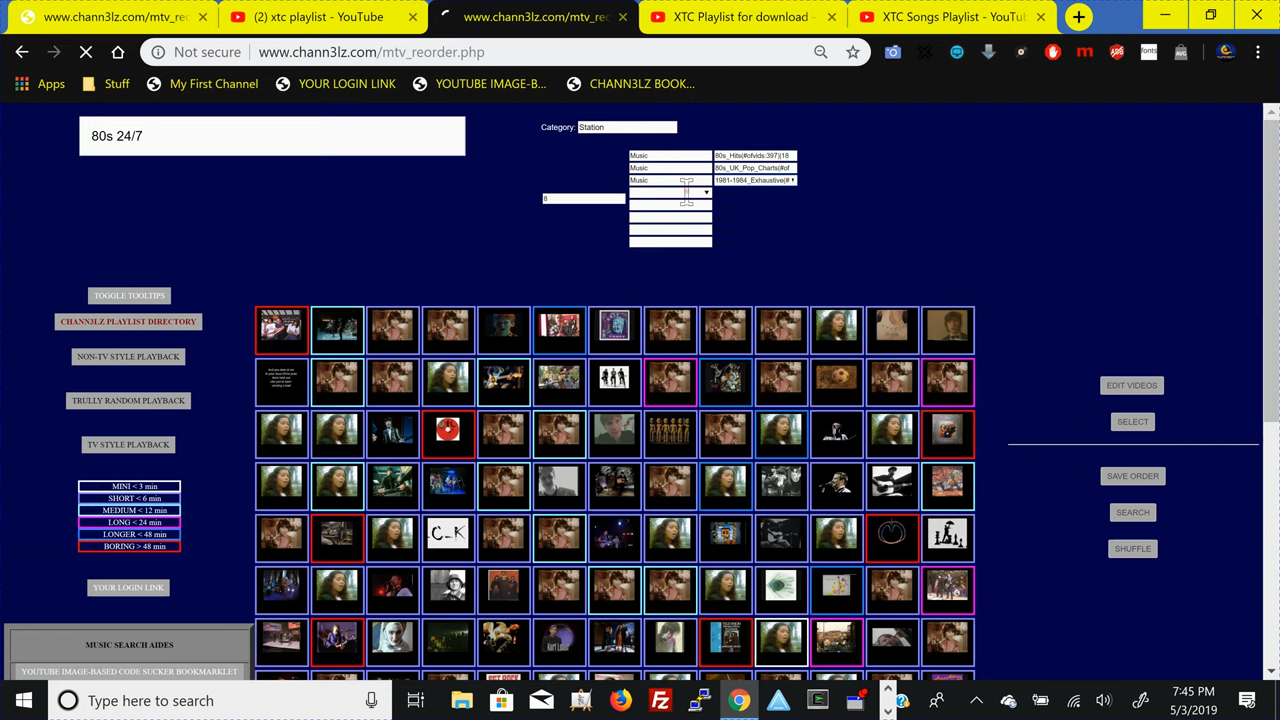 www.chann3lz.com/mtv_re
(2) xtc playlist - YouTube
www.chann3lz.com/mtv_re
XTC Playlist for download -
XTC Songs Playlist - YouTub
Not secure
www.chann3lz.com/mtv_reorder.php
Apps
Stuff
My First Channel
YOUR LOGIN LINK
YOUTUBE IMAGE-B...
CHANN3LZ BOOK...
80s 24/7
Category:
Station
Music
80s_Hits(#ofvids:397)|18
Music
80s_UK_Pop_Charts(#of
Music
1981-1984_Exhaustive(#
8
TOGGLE TOOLTIPS
CHANN3LZ PLAYLIST DIRECTORY
NON-TV STYLE PLAYBACK
TRULLY RANDOM PLAYBACK
TV STYLE PLAYBACK
MINI < 3 min
SHORT < 6 min
MEDIUM < 12 min
LONG < 24 min
LONGER < 48 min
BORING > 48 min
YOUR LOGIN LINK
MUSIC SEARCH AIDES
YOUTUBE IMAGE-BASED CODE SUCKER BOOKMARKLET
EDIT VIDEOS
SELECT
SAVE ORDER
SEARCH
SHUFFLE
C_K
Type here to search
5/3/2019